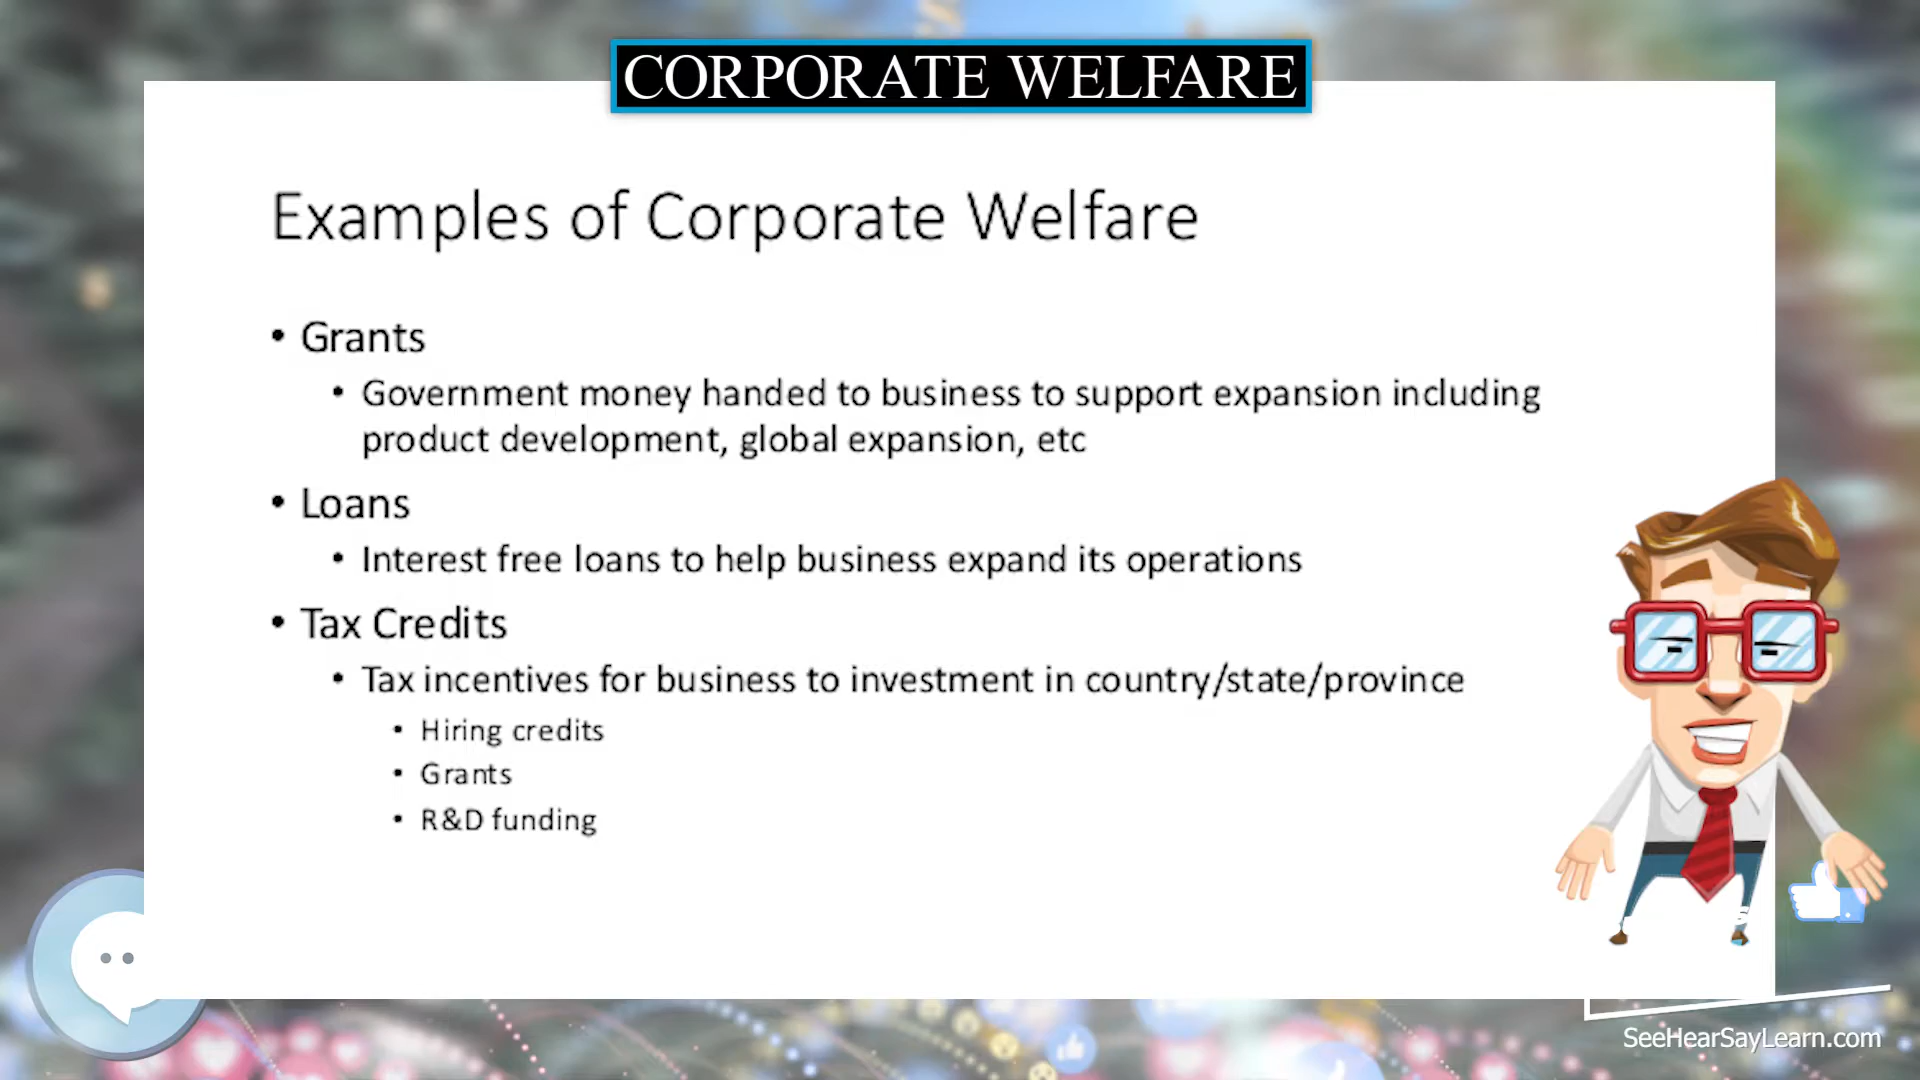 CORPORATE WELFARE
Examples of Corporate Welfare
• Grants
• Government money handed to business to support expansion including
product development, global expansion, etc
• Loans
• Interest free loans to help business expand its operations
• Tax Credits
• Tax incentives for business to investment in country/state/province
• Hiring credits
• Grants
• R&D funding
SeeHearSayLearn.com